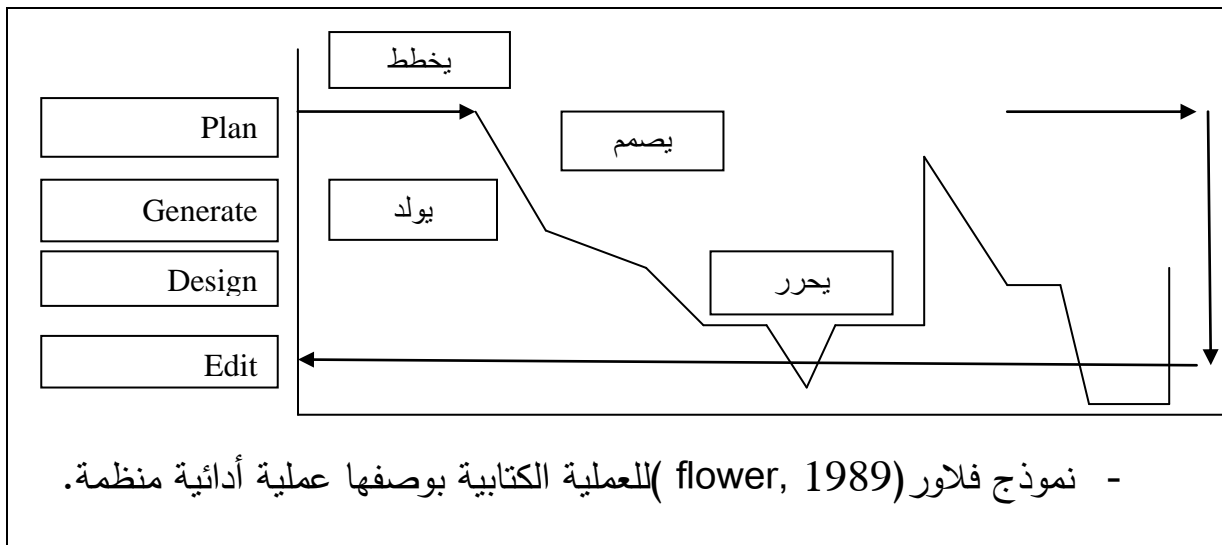 يخطط
Plan
يصمم
Generate
يولد
Design
يحرر
Edit
- نموذج فلاور (flower, 1989 )للعملية الكتابية بوصفها عملية أدائية منظمة.